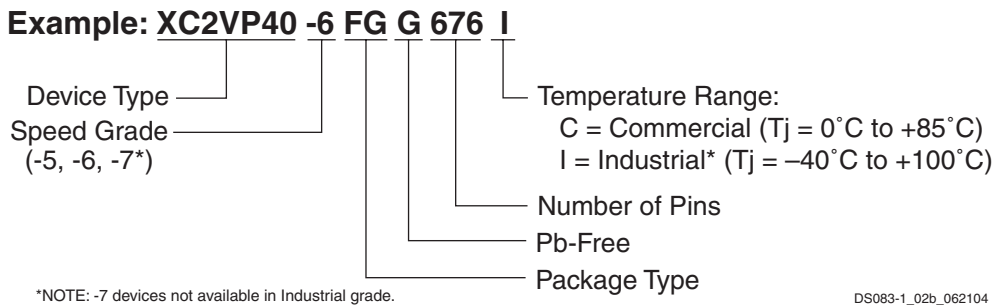 Example: XC2VP40 -6 FG G 676 I
Device Type
Speed Grade
(-5, -6, -7*)
Temperature Range:
C = Commercial (Tj = 0˚C to +85˚C)
I = Industrial* (Tj = –40˚C to +100˚C)
Number of Pins
Pb-Free
Package Type
*NOTE: -7 devices not available in Industrial grade.
DS083-1_02b_062104